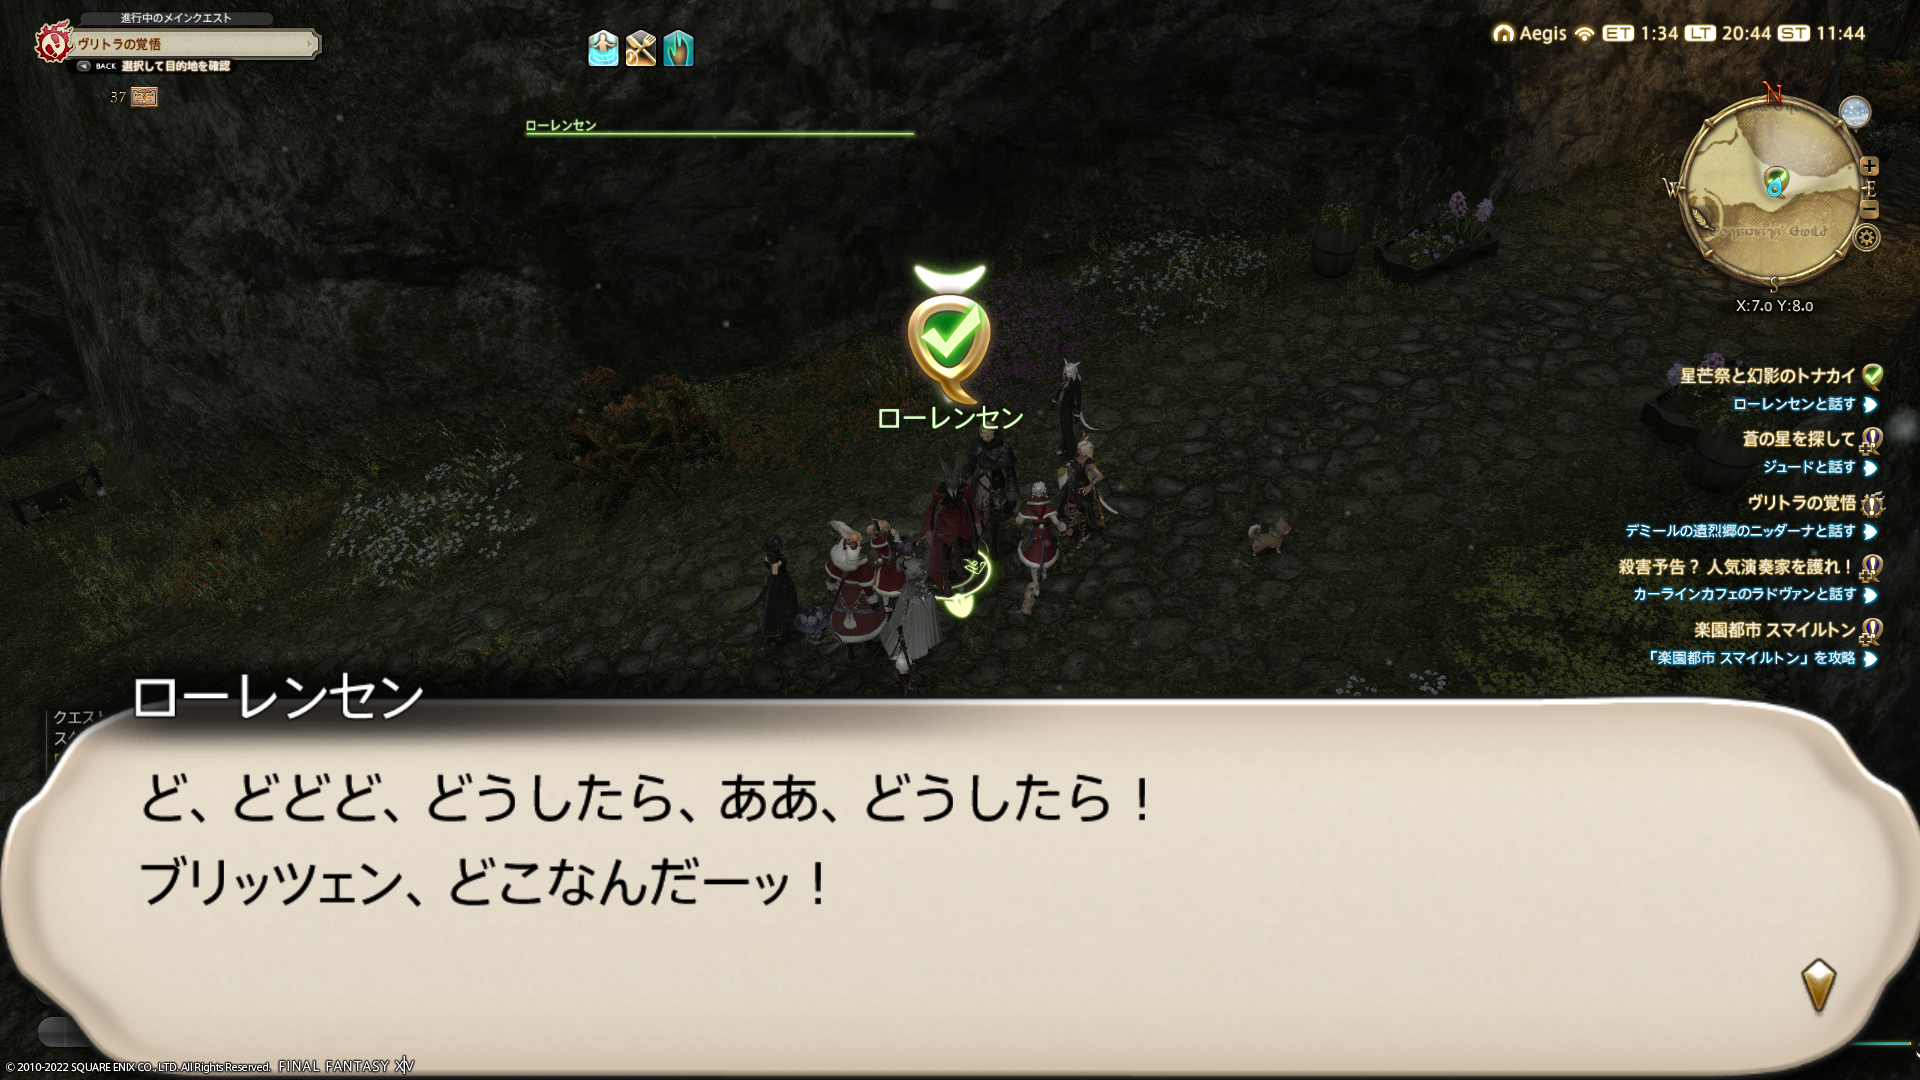 進行中のメインクエスト
ヴリトラの覚悟
BACK 選択して目的地を確認
37
ローレンセン
Aegis ET 1:34 LT 20:44 ST 11:44
N
W
E
S
X:7.0 Y:8.0
星芒祭と幻影のトナカイ
ローレンセンと話す
蒼の星を探して
ジュードと話す
ヴリトラの覚悟
デミールの遺烈郷のニッダーナと話す
殺害予告？ 人気演奏家を護れ！
カーラインカフェのラドヴァンと話す
楽園都市 スマイルトン
「楽園都市 スマイルトン」を攻略
ローレンセン
クエスト
ローレンセン
ど、どどど、どうしたら、ああ、どうしたら！
ブリッツェン、どこなんだーッ！
© 2010-2022 SQUARE ENIX CO., LTD. All Rights Reserved. FINAL FANTASY XIV